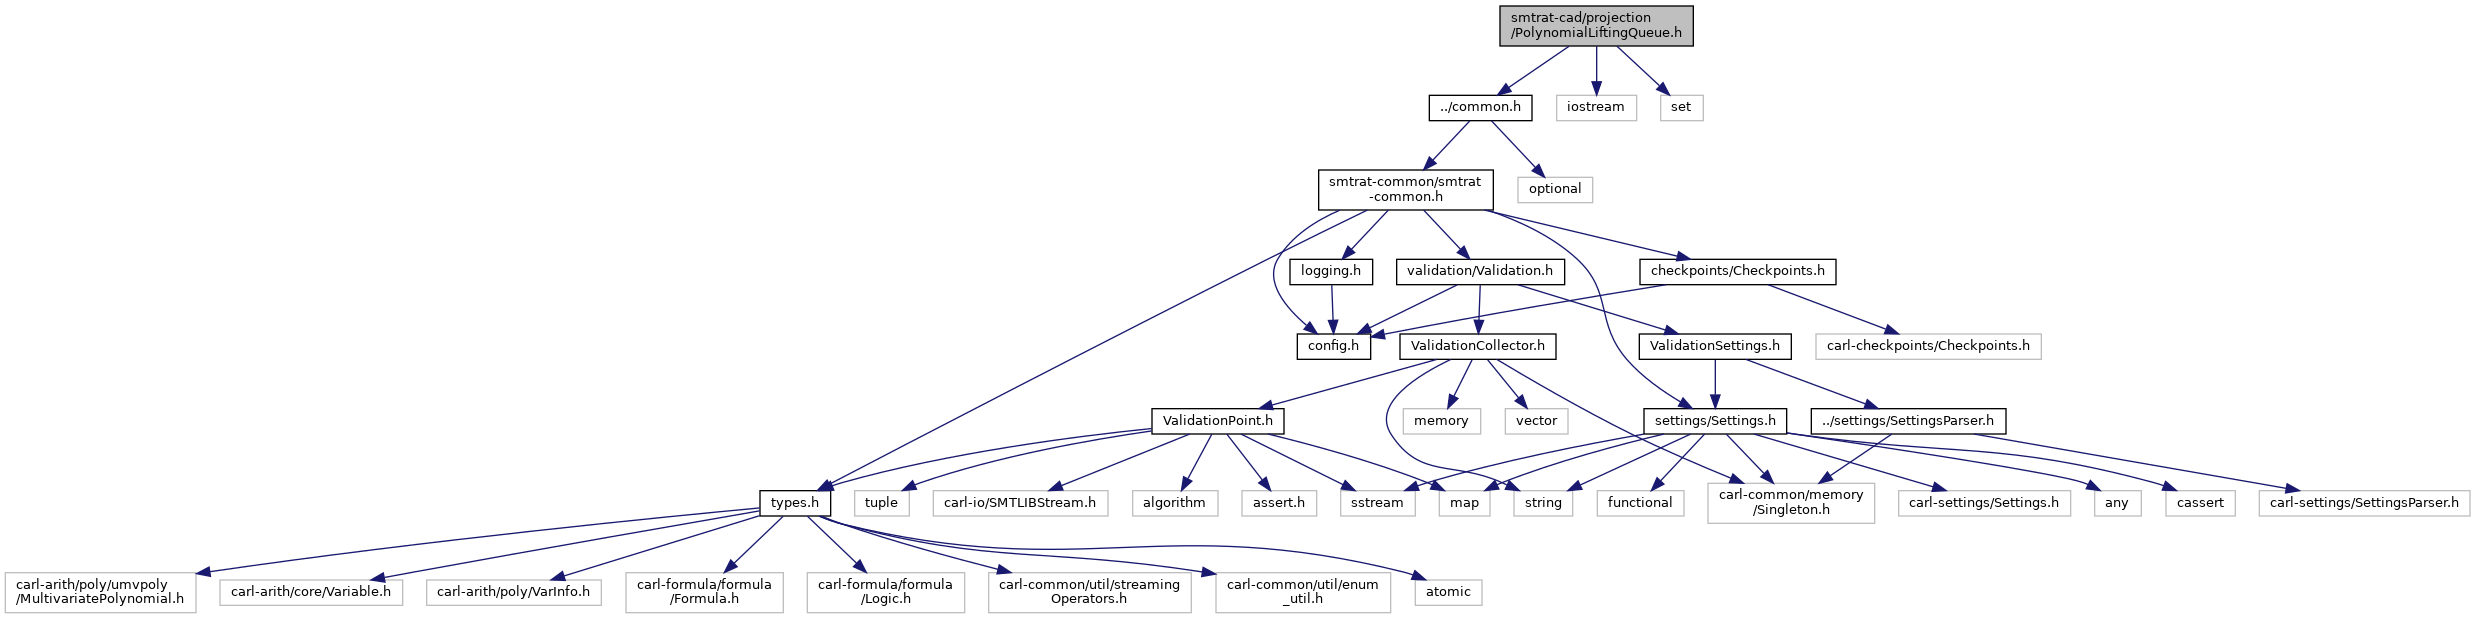 smtrat-cad/projection
/PolynomialLiftingQueue.h
../common.h
iostream
set
smtrat-common/smtrat
-common.h
optional
logging.h
validation/Validation.h
checkpoints/Checkpoints.h
config.h
ValidationCollector.h
ValidationSettings.h
carl-checkpoints/Checkpoints.h
ValidationPoint.h
memory
vector
settings/Settings.h
../settings/SettingsParser.h
types.h
tuple
carl-io/SMTLIBStream.h
algorithm
assert.h
sstream
map
string
functional
carl-common/memory
/Singleton.h
carl-settings/Settings.h
any
cassert
carl-settings/SettingsParser.h
carl-arith/poly/umvpoly
/MultivariatePolynomial.h
carl-arith/core/Variable.h
carl-arith/poly/VarInfo.h
carl-formula/formula
/Formula.h
carl-formula/formula
/Logic.h
carl-common/util/streaming
Operators.h
carl-common/util/enum
_util.h
atomic